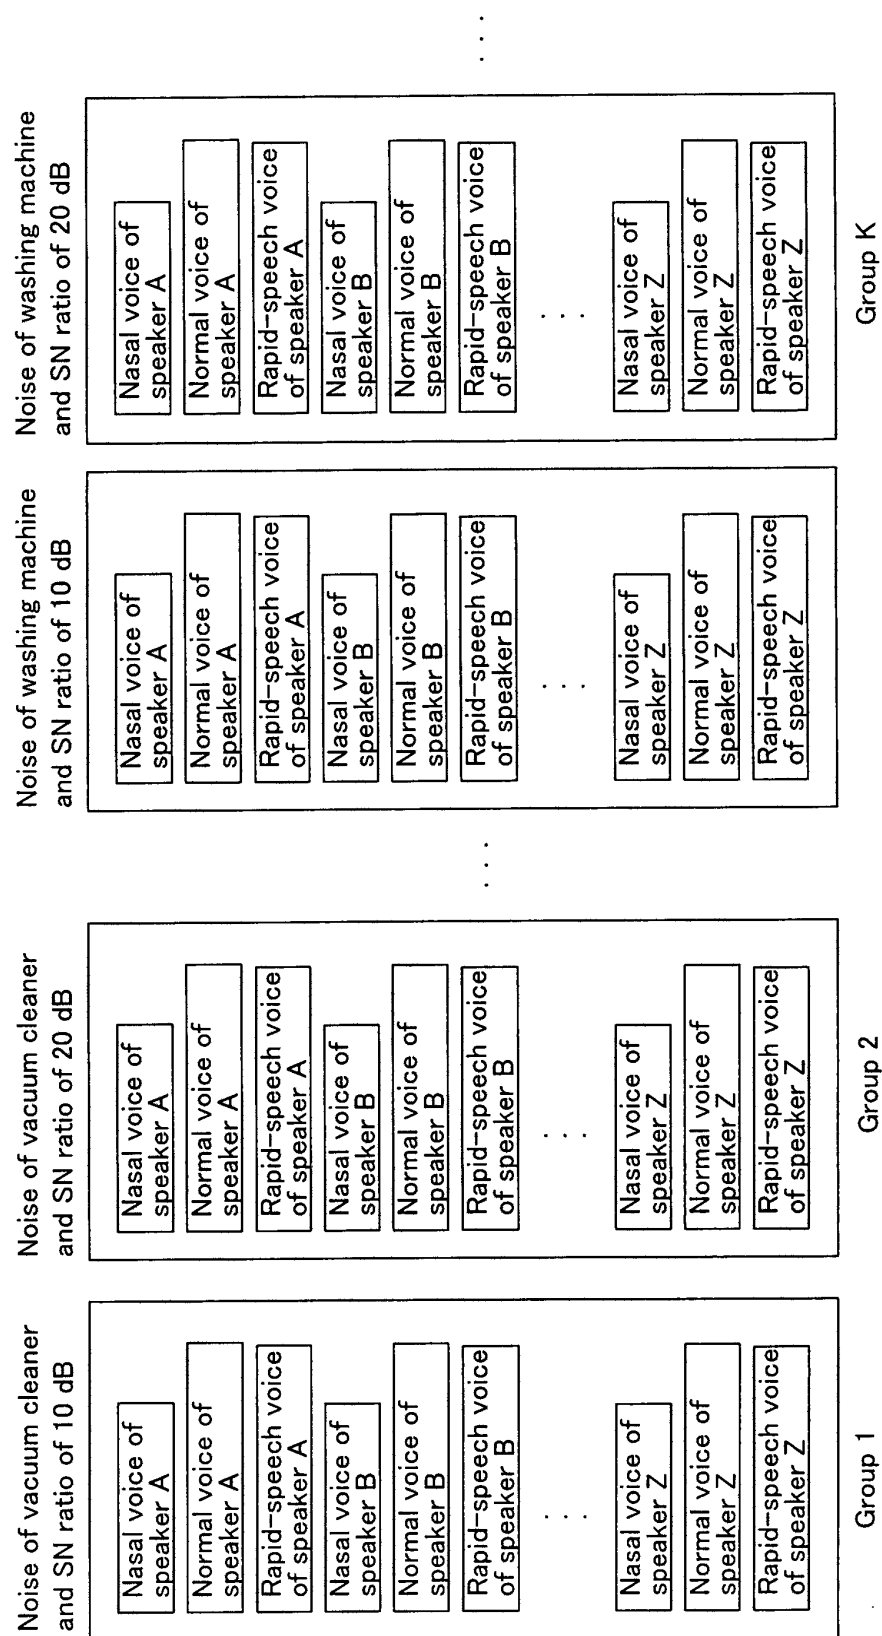 Noise of vacuum cleaner
and SN ratio of 10 dB
Nasal voice of
speaker A
Normal voice of
speaker A
Rapid-speech voice
of speaker A
Nasal voice of
speaker B
Normal voice of
speaker B
Rapid-speech voice
of speaker B
. . .
Nasal voice of
speaker Z
Normal voice of
speaker Z
Rapid-speech voice
of speaker Z
Group 1
Noise of vacuum cleaner
and SN ratio of 20 dB
Nasal voice of
speaker A
Normal voice of
speaker A
Rapid-speech voice
of speaker A
Nasal voice of
speaker B
Normal voice of
speaker B
Rapid-speech voice
of speaker B
. . .
Nasal voice of
speaker Z
Normal voice of
speaker Z
Rapid-speech voice
of speaker Z
Group 2
. . .
Noise of washing machine
and SN ratio of 10 dB
Nasal voice of
speaker A
Normal voice of
speaker A
Rapid-speech voice
of speaker A
Nasal voice of
speaker B
Normal voice of
speaker B
Rapid-speech voice
of speaker B
. . .
Nasal voice of
speaker Z
Normal voice of
speaker Z
Rapid-speech voice
of speaker Z
Noise of washing machine
and SN ratio of 20 dB
Nasal voice of
speaker A
Normal voice of
speaker A
Rapid-speech voice
of speaker A
Nasal voice of
speaker B
Normal voice of
speaker B
Rapid-speech voice
of speaker B
. . .
Nasal voice of
speaker Z
Normal voice of
speaker Z
Rapid-speech voice
of speaker Z
Group K
. . .